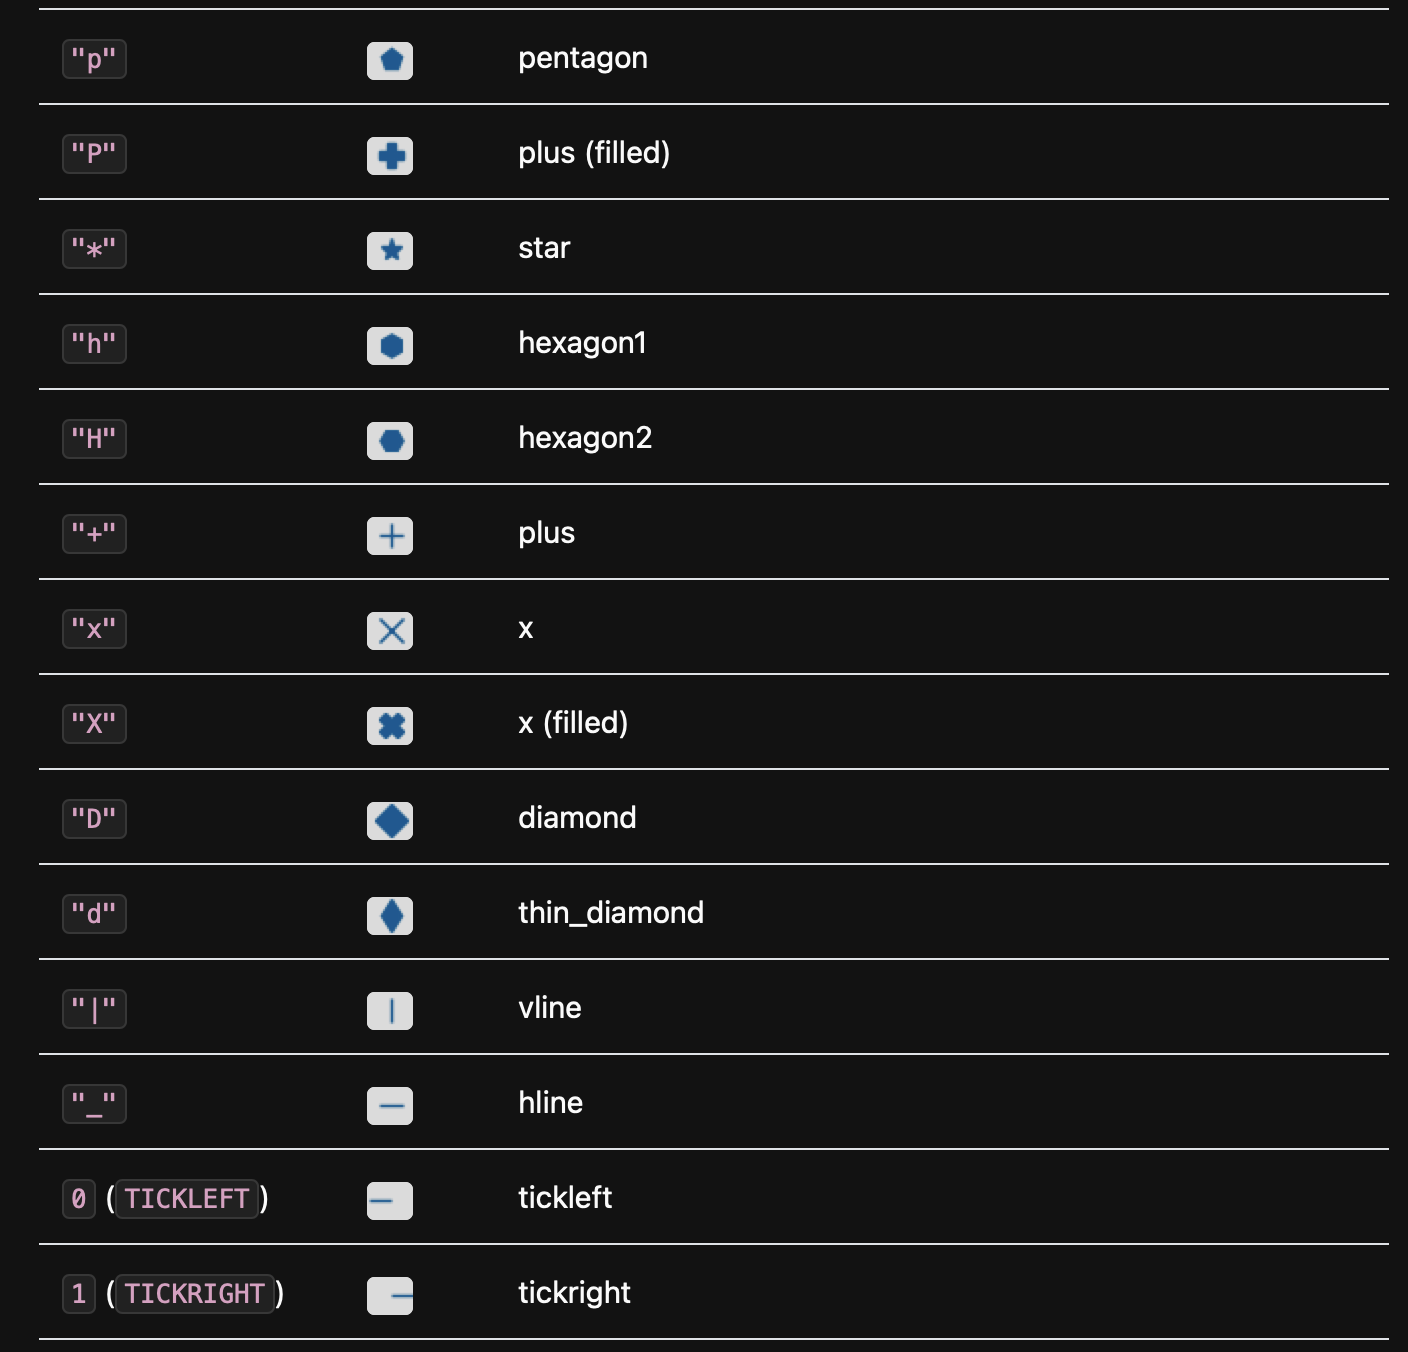 "p" pentagon
"P" plus (filled)
"*" star
"h" hexagon1
"H" hexagon2
"+" plus
"x" x
"X" x (filled)
"D" diamond
"d" thin_diamond
"|" vline
"_" hline
0 (TICKLEFT) tickleft
1 (TICKRIGHT) tickright